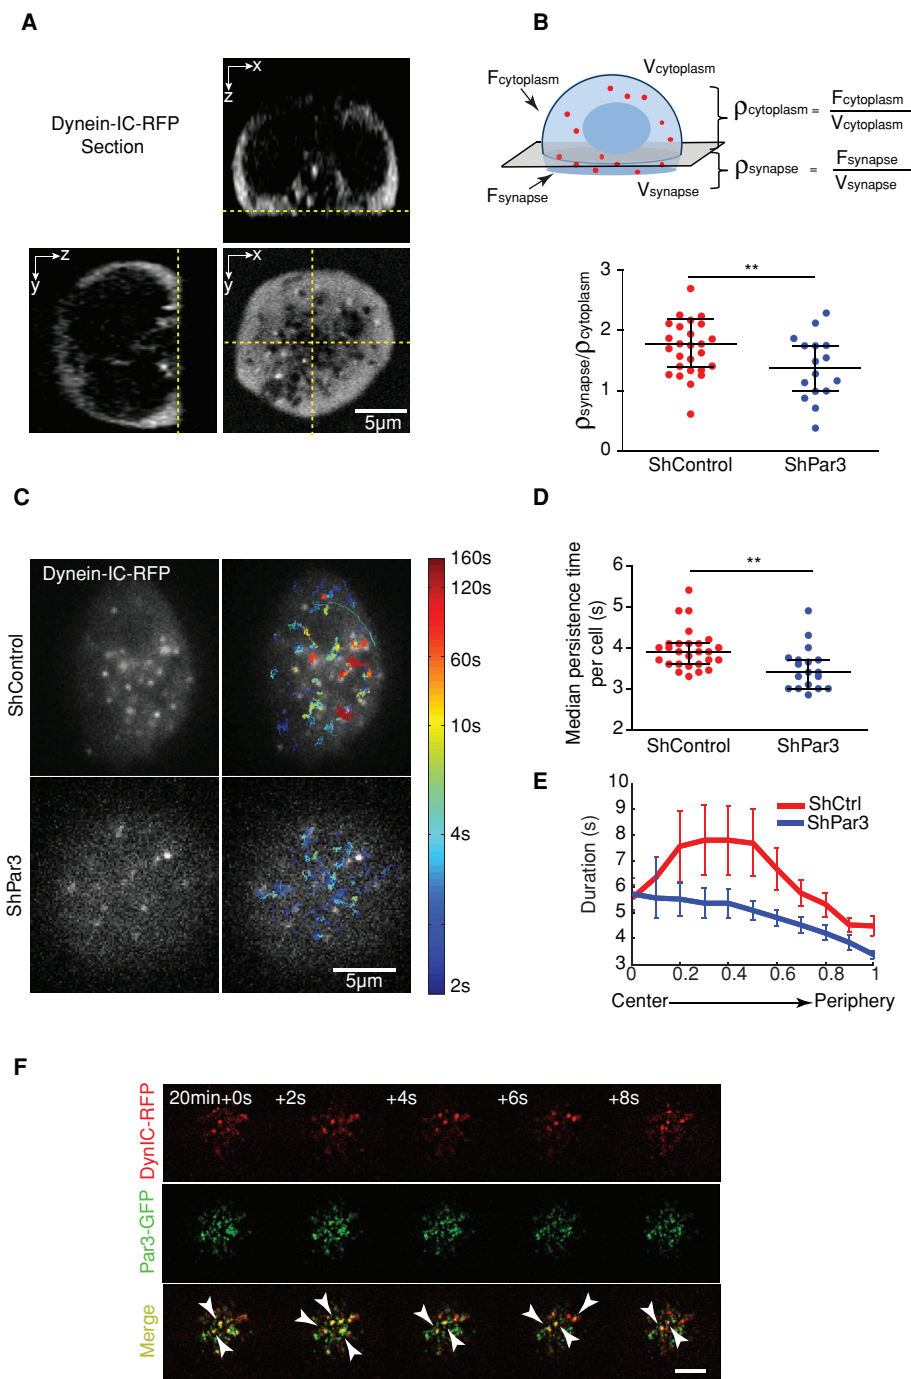 A
Dynein-IC-RFP
Section
x
z
z
y
x
y
5µm
B
Fcytoplasm
Vcytoplasm
ρcytoplasm = Fcytoplasm
Vcytoplasm
Fsynapse
Vsynapse
ρsynapse = Fsynapse
Vsynapse
ρsynapse/ρcytoplasm
3
2
1
0
**
ShControl
ShPar3
C
Dynein-IC-RFP
ShControl
ShPar3
5µm
160s
120s
60s
10s
4s
2s
D
Median persistence time
per cell (s)
6
5
4
3
2
**
ShControl
ShPar3
E
Duration (s)
10
9
8
7
6
5
4
3
ShCtrl
ShPar3
0 0.2 0.4 0.6 0.8 1
Center Periphery
F
20min+0s +2s +4s +6s +8s
DynIC-RFP
Par3-GFP
Merge